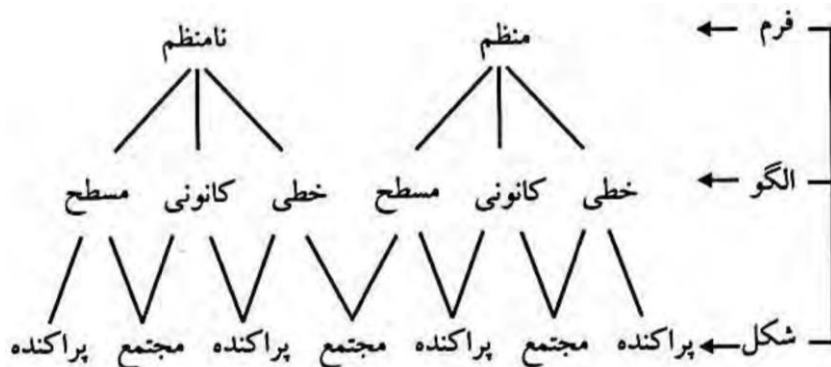 فرم منظم نامنظم
الگو خطی کانونی مسطح خطی کانونی مسطح
شکل پراکنده مجتمع پراکنده مجتمع پراکنده مجتمع پراکنده